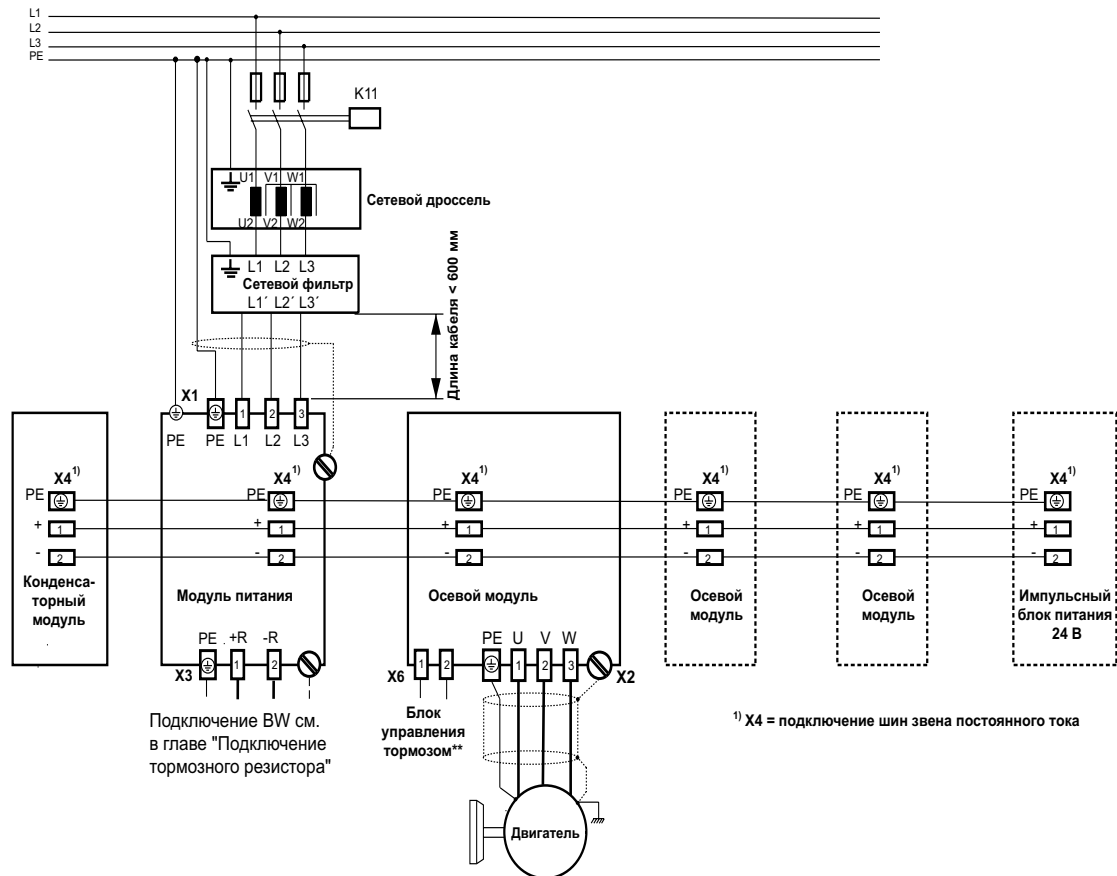 L1
L2
L3
PE
K11
U1 V1 W1
Сетевой дроссель
U2 V2 W2
L1 L2 L3
Сетевой фильтр
L1´ L2´ L3´
Длина кабеля < 600 мм
X1
1 2 3
PE PE L1 L2 L3
X4¹⁾ X4¹⁾ X4¹⁾ X4¹⁾ X4¹⁾ X4¹⁾
PE PE PE PE PE PE
+ 1 + 1 + 1 + 1 + 1 + 1
- 2 - 2 - 2 - 2 - 2 - 2
Конденса-
торный
модуль
Модуль питания
Осевой модуль
Осевой
модуль
Осевой
модуль
Импульсный
блок питания
24 В
PE +R -R
X3 1 2
PE U V W
X6 1 2 1 2 3 X2
Подключение BW см.
в главе "Подключение
тормозного резистора"
Блок
управления
тормозом**
¹⁾ X4 = подключение шин звена постоянного тока
Двигатель